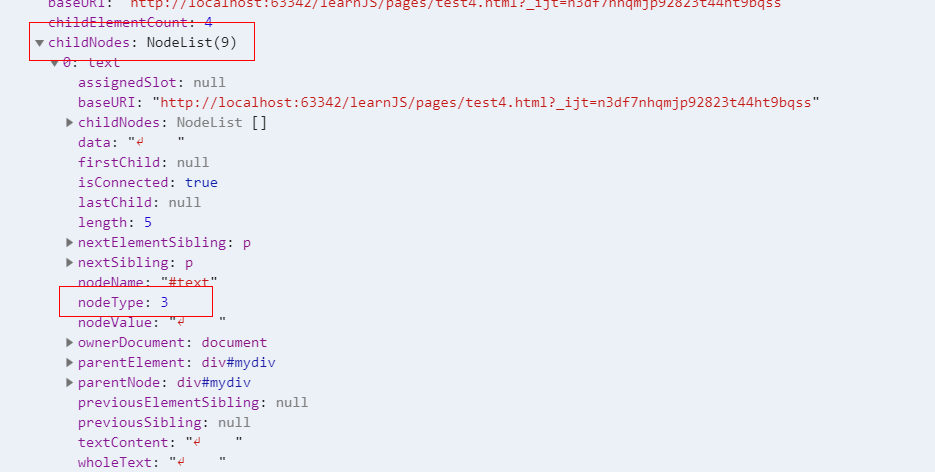 baseURI: "http://localhost:63342/learnJS/pages/test4.html?_ijt=n3df7nhqmjp92823t44ht9bqss"
childElementCount: 4
▼childNodes: NodeList(9)
▼0: text
assignedSlot: null
baseURI: "http://localhost:63342/learnJS/pages/test4.html?_ijt=n3df7nhqmjp92823t44ht9bqss"
▶childNodes: NodeList []
data: "↲    "
firstChild: null
isConnected: true
lastChild: null
length: 5
▶nextElementSibling: p
▶nextSibling: p
nodeName: "#text"
nodeType: 3
nodeValue: "↲    "
▶ownerDocument: document
▶parentElement: div#mydiv
▶parentNode: div#mydiv
previousElementSibling: null
previousSibling: null
textContent: "↲    "
wholeText: "↲    "